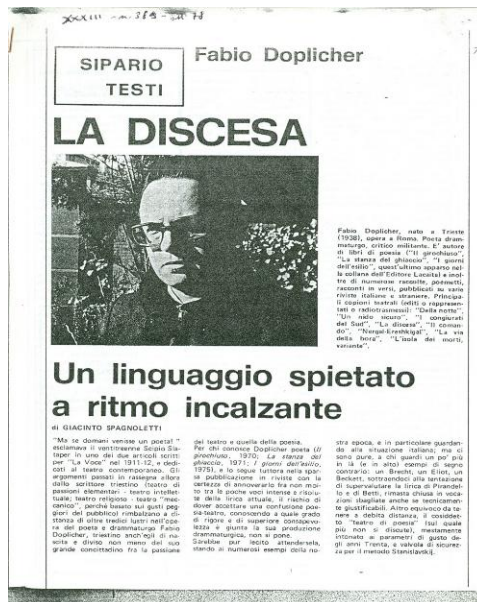 XXXIII - n. 389 - ott 78
SIPARIO
TESTI
Fabio Doplicher
LA DISCESA
Fabio Doplicher, nato a Trieste
(1938), opera a Roma. Poeta dram-
maturgo, critico militante. E' autore
di libri di poesia ("Il girochiuso",
"La stanza del ghiaccio", "I giorni
dell'esilio", quest'ultimo apparso nel-
la collana dell'Editore Lacaita) e inol-
tre di numerose raccolte, poemetti,
racconti in versi, pubblicati su varie
riviste italiane e straniere. Principa-
li copioni teatrali (editi o rappresen-
tati o radiotrasmessi): "Della notte",
"Un nido sicuro", "I congiurati
del Sud", "La discesa", "Il coman-
do", "Nergal-Ereshkigal", "La via
della bora", "L'isola dei morti,
variante".
Un linguaggio spietato
a ritmo incalzante
di GIACINTO SPAGNOLETTI
"Ma se domani venisse un poeta!"
esclamava il ventitreenne Scipio Sla-
taper in uno dei due articoli scritti
per "La Voce" nel 1911-12, e dedi-
cati al teatro contemporaneo. Gli
argomenti passati in rassegna allora
dallo scrittore triestino (teatro di
passioni elementari - teatro intellet-
tuale; teatro religioso - teatro "mec-
canico", perché basato sui gusti peg-
giori del pubblico) rimbalzano a di-
stanza di oltre tredici lustri nell'ope-
ra del poeta e drammaturgo Fabio
Doplicher, triestino anch'egli di na-
scita e diviso non meno del suo
grande concittadino fra la passione
del teatro e quella della poesia.
Per chi conosce Doplicher poeta (Il
girochiuso, 1970; La stanza del
ghiaccio, 1971; I giorni dell'esilio,
1975), e lo segue tuttora nella spar-
sa pubblicazione in riviste con la
certezza di annoverarlo fra non mol-
to tra le poche voci intense e risolu-
te della lirica attuale, il rischio di
dover accettare una confusione poe-
sia-teatro, conoscendo a quale grado
di rigore e di superiore consapevo-
lezza è giunta la sua produzione
drammaturgica, non si pone.
Sarebbe pur lecito attendersela,
stando ai numerosi esempi della no-
stra epoca, e in particolare guardan-
do alla situazione italiana; ma ci
sono pure, a chi guardi un po' più
in là (e in alto) esempi di segno
contrario: un Brecht, un Eliot, un
Beckett, sottraendoci alla tentazione
di supervalutare la lirica di Pirandel-
lo e di Betti, rimasta chiusa in voca-
zioni sbagliate anche se tecnicamen-
te giustificabili. Altro equivoco da te-
nere a debita distanza, il cosiddet-
to "teatro di poesia" (sul quale
più non si discute), mestamente
intonato ai parametri di gusto de-
gli anni Trenta, e valvola di sicurez-
za per il metodo Stanislavskij.